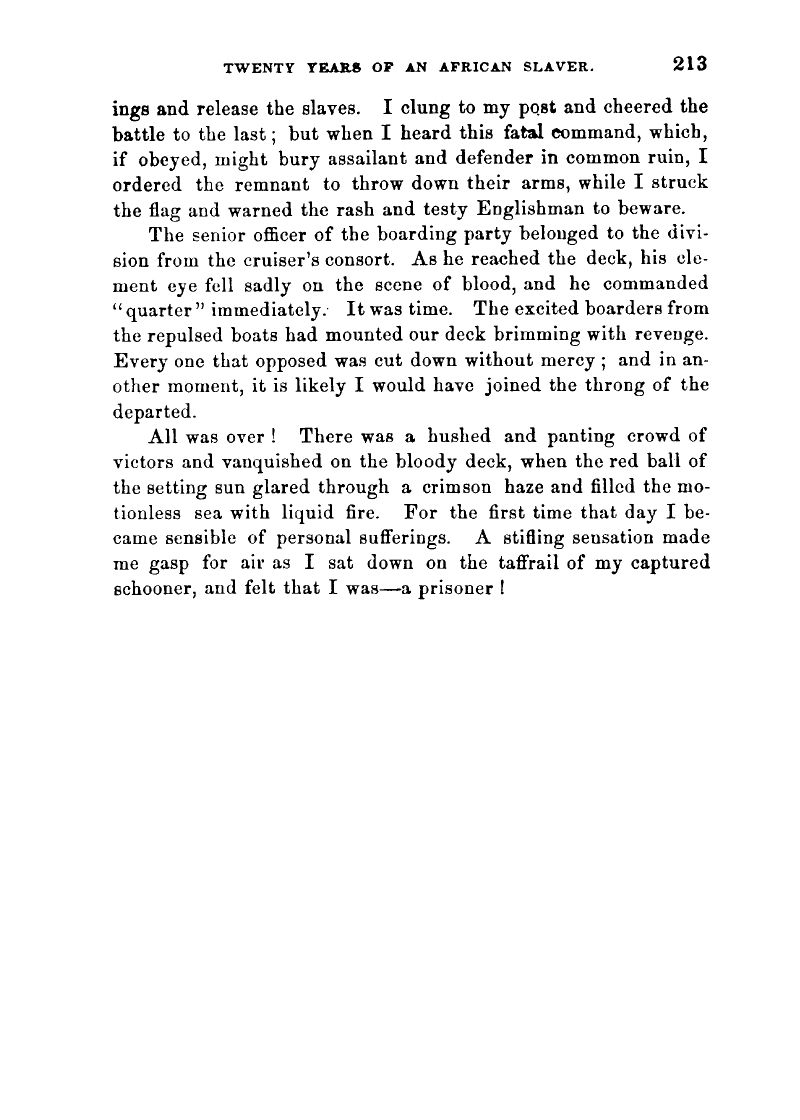 TWENTY YEARS OF AN AFRICAN SLAVER. 213
ings and release the slaves. I clung to my post and cheered the
battle to the last; but when I heard this fatal command, which,
if obeyed, might bury assailant and defender in common ruin, I
ordered the remnant to throw down their arms, while I struck
the flag and warned the rash and testy Englishman to beware.
The senior officer of the boarding party belonged to the divi-
sion from the cruiser's consort. As he reached the deck, his cle-
ment eye fell sadly on the scene of blood, and he commanded
"quarter" immediately. It was time. The excited boarders from
the repulsed boats had mounted our deck brimming with revenge.
Every one that opposed was cut down without mercy; and in an-
other moment, it is likely I would have joined the throng of the
departed.
All was over! There was a hushed and panting crowd of
victors and vanquished on the bloody deck, when the red ball of
the setting sun glared through a crimson haze and filled the mo-
tionless sea with liquid fire. For the first time that day I be-
came sensible of personal sufferings. A stifling sensation made
me gasp for air as I sat down on the taffrail of my captured
schooner, and felt that I was—a prisoner!